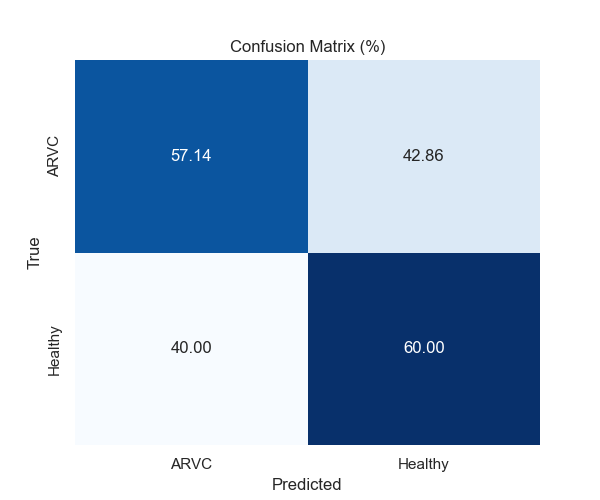 Confusion Matrix (%)
True
ARVC
57.14
42.86
Healthy
40.00
60.00
ARVC
Healthy
Predicted